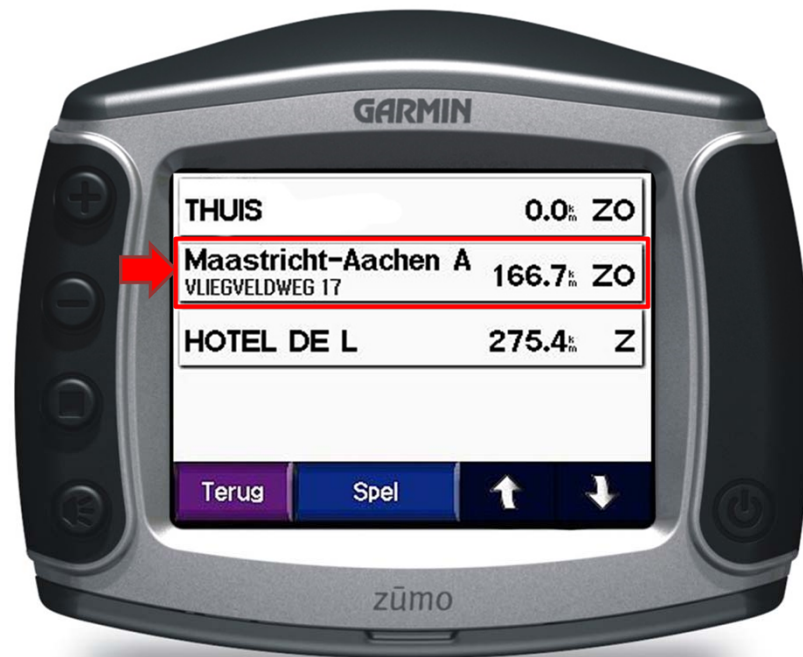 GARMIN
THUIS 0.0km ZO
Maastricht-Aachen A 166.7km ZO
VLIEGVELDWEG 17
HOTEL DE L 275.4km Z
Terug Spel
zūmo